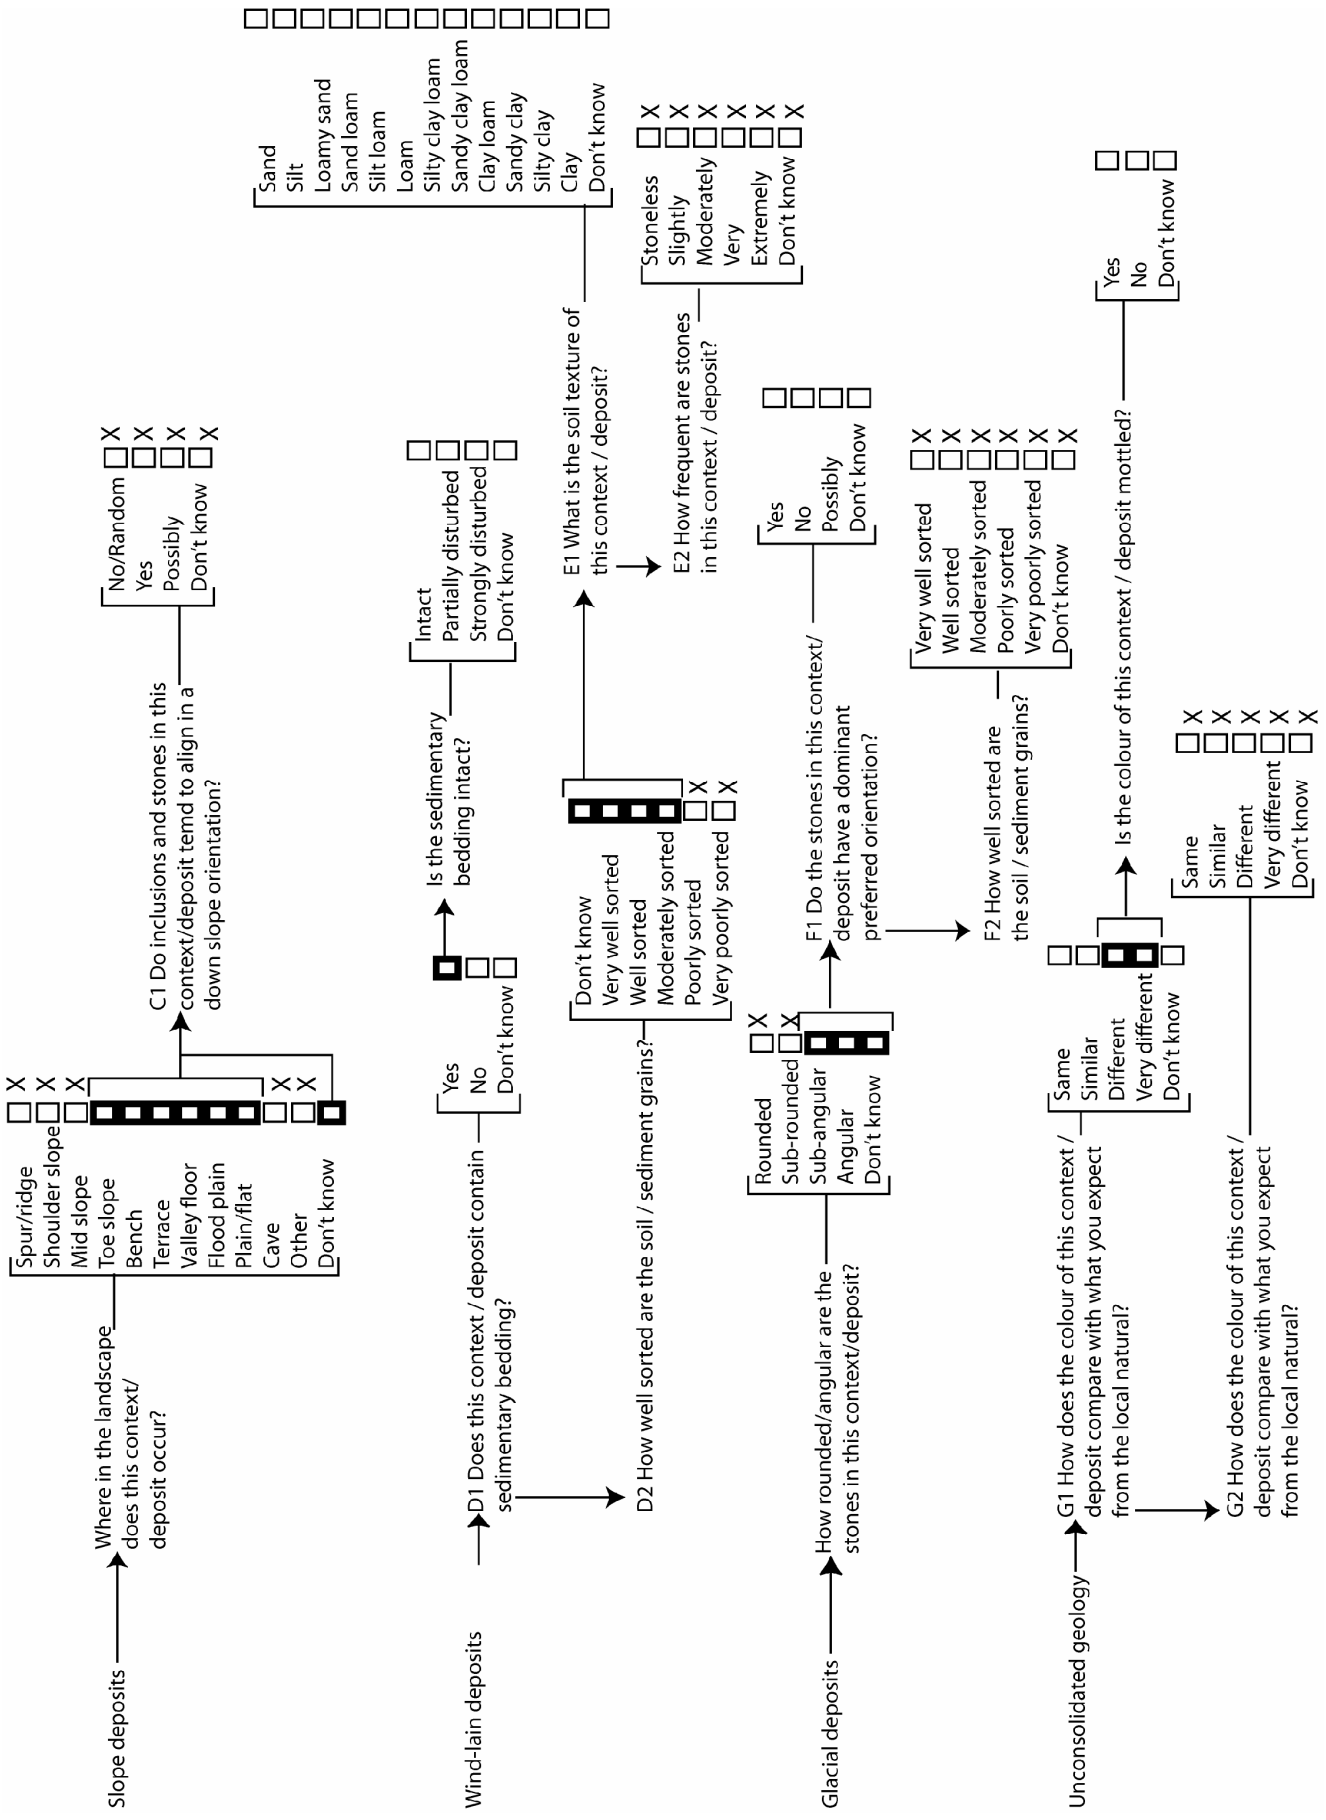 Slope deposits
Where in the landscape
does this context/
deposit occur?
Spur/ridge
Shoulder slope
Mid slope
Toe slope
Bench
Terrace
Valley floor
Flood plain
Plain/flat
Cave
Other
Don't know
X
X
X
X
X
C1 Do inclusions and stones in this
context/deposit temd to align in a
down slope orientation?
No/Random
Yes
Possibly
Don't know
X
X
X
X
Wind-lain deposits
D1 Does this context / deposit contain
sedimentary bedding?
Yes
No
Don't know
Is the sedimentary
bedding intact?
Intact
Partially disturbed
Strongly disturbed
Don't know
D2 How well sorted are the soil / sediment grains?
Don't know
Very well sorted
Well sorted
Moderately sorted
Poorly sorted
Very poorly sorted
X
X
E1 What is the soil texture of
this context / deposit?
Sand
Silt
Loamy sand
Sand loam
Silt loam
Loam
Silty clay loam
Sandy clay loam
Clay loam
Sandy clay
Silty clay
Clay
Don't know
E2 How frequent are stones
in this context / deposit?
Stoneless
Slightly
Moderately
Very
Extremely
Don't know
X
X
X
X
X
X
Glacial deposits
How rounded/angular are the
stones in this context/deposit?
Rounded
Sub-rounded
Sub-angular
Angular
Don't know
X
X
F1 Do the stones in this context/
deposit have a dominant
preferred orientation?
Yes
No
Possibly
Don't know
F2 How well sorted are
the soil / sediment grains?
Very well sorted
Well sorted
Moderately sorted
Poorly sorted
Very poorly sorted
Don't know
X
X
X
X
X
X
Unconsolidated geology
G1 How does the colour of this context /
deposit compare with what you expect
from the local natural?
Same
Similar
Different
Very different
Don't know
Is the colour of this context / deposit mottled?
Yes
No
Don't know
G2 How does the colour of this context /
deposit compare with what you expect
from the local natural?
Same
Similar
Different
Very different
Don't know
X
X
X
X
X